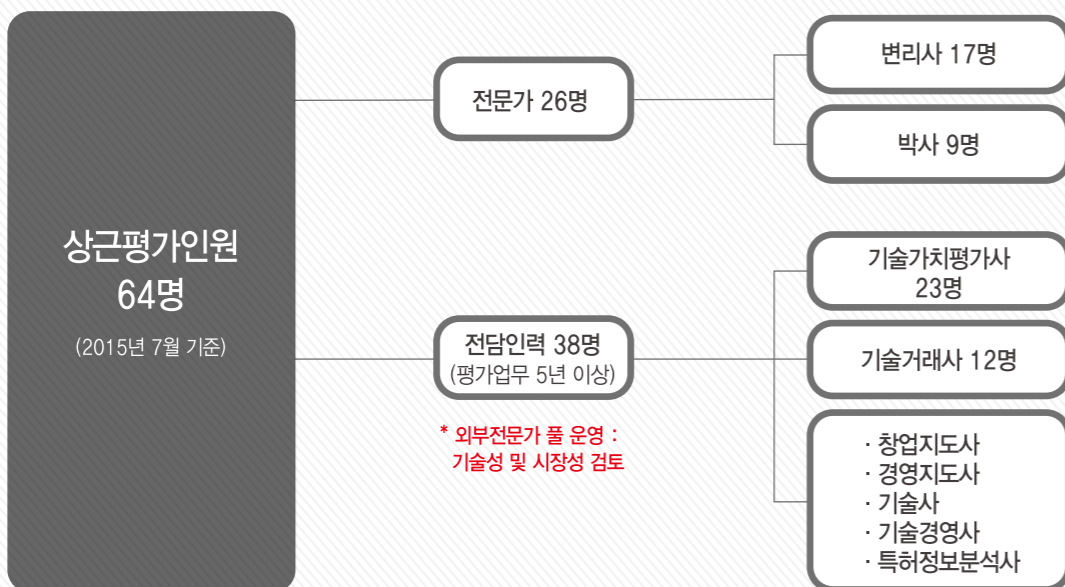 상근평가인원
64명
(2015년 7월 기준)
전문가 26명
변리사 17명
박사 9명
전담인력 38명
(평가업무 5년 이상)
* 외부전문가 풀 운영 :
기술성 및 시장성 검토
기술가치평가사
23명
기술거래사 12명
· 창업지도사
· 경영지도사
· 기술사
· 기술경영사
· 특허정보분석사